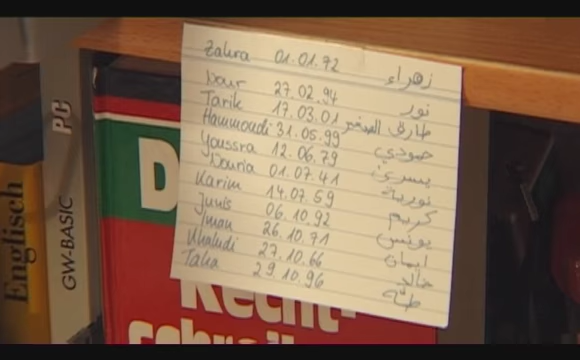 Zahra 01.01.72 زهراء
Nour 27.02.94 نور
Tarik 17.03.01 طارق الصغير
Hammoudi 31.05.99 حمودي
Youssra 12.06.79 يسرى
Nouria 01.07.41 نورية
Karim 14.07.59 كريم
Junis 06.10.92 يونس
Iman 26.10.71 ايمان
Khaledi 27.10.66 خالد
Taha 29.10.96 طه
Englisch
GW-BASIC
PC
D
Recht-
schrei